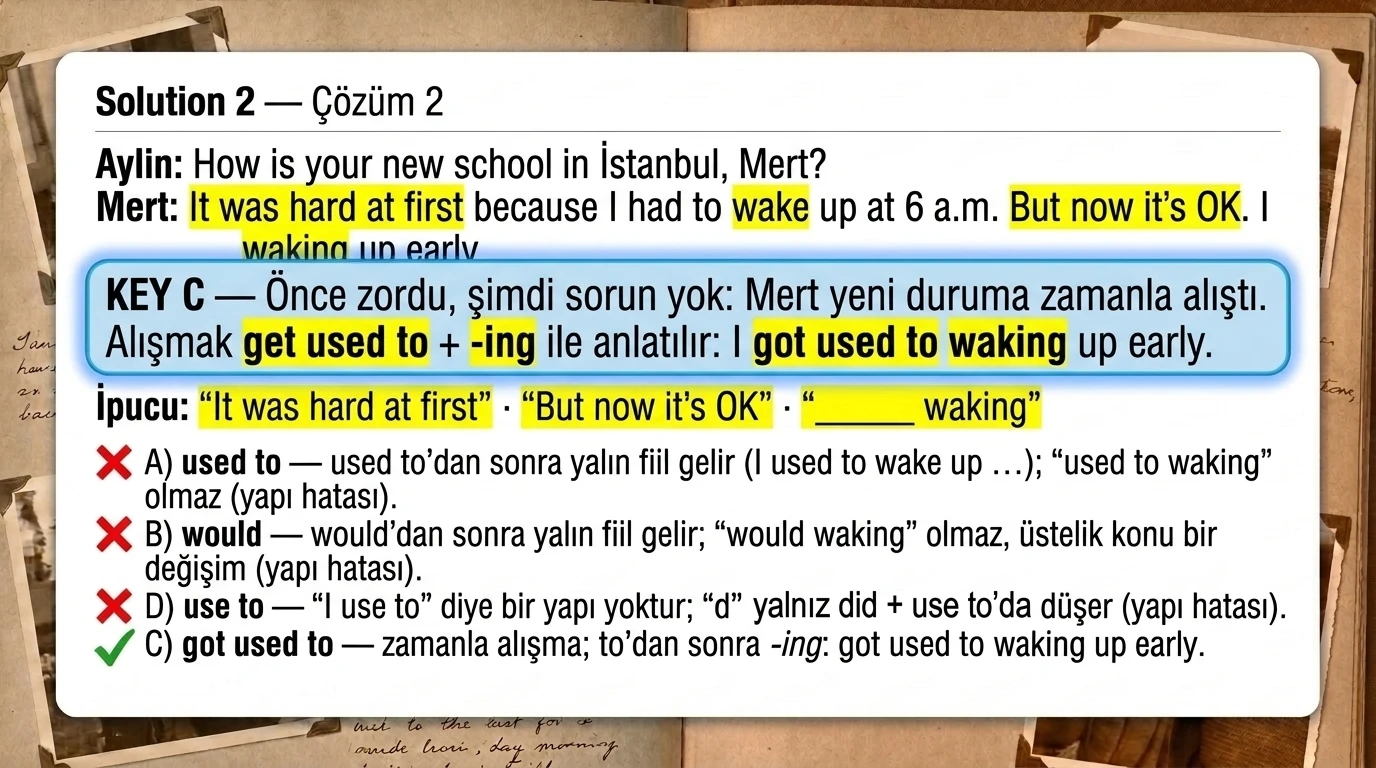 Solution 2 — Çözüm 2
Aylin: How is your new school in İstanbul, Mert?
Mert: It was hard at first because I had to wake up at 6 a.m. But now it's OK. I
waking up early
KEY C — Önce zordu, şimdi sorun yok: Mert yeni duruma zamanla alıştı.
Alışmak get used to + -ing ile anlatılır: I got used to waking up early.
İpucu: “It was hard at first” · “But now it's OK” · “______ waking”
❌ A) used to — used to'dan sonra yalın fiil gelir (I used to wake up …); “used to waking”
olmaz (yapı hatası).
❌ B) would — would'dan sonra yalın fiil gelir; “would waking” olmaz, üstelik konu bir
değişim (yapı hatası).
❌ D) use to — “I use to” diye bir yapı yoktur; “d” yalnız did + use to'da düşer (yapı hatası).
✓ C) got used to — zamanla alışma; to'dan sonra -ing: got used to waking up early.
to the last for a
day morning